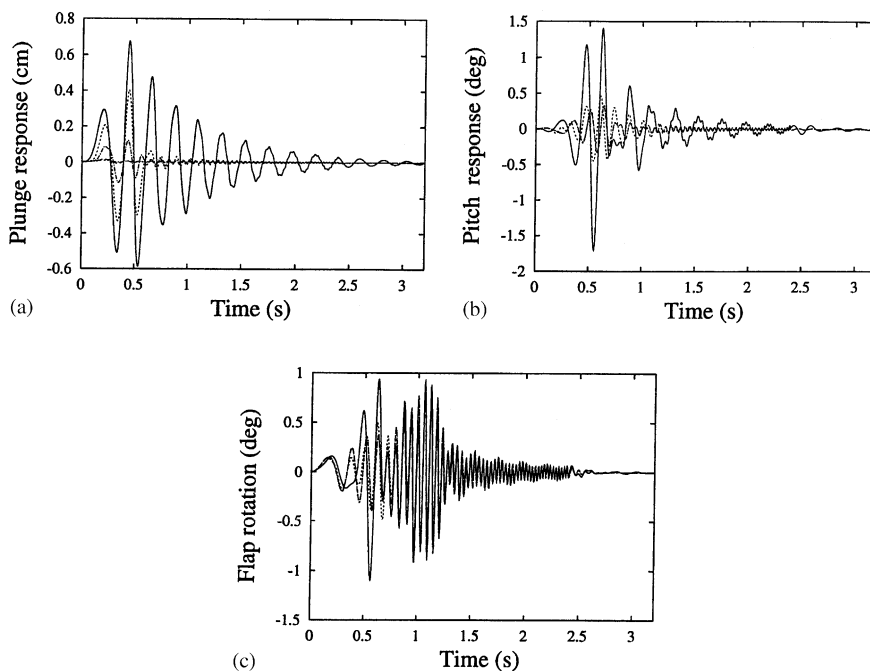 0.8
0.6
0.4
0.2
0
-0.2
-0.4
-0.6
Plunge response (cm)
0 0.5 1 1.5 2 2.5 3
Time (s)
(a)
1.5
1
0.5
0
-0.5
-1
-1.5
-2
Pitch response (deg)
0 0.5 1 1.5 2 2.5 3
Time (s)
(b)
1
0.5
0
-0.5
-1
-1.5
Flap rotation (deg)
0 0.5 1 1.5 2 2.5 3
Time (s)
(c)